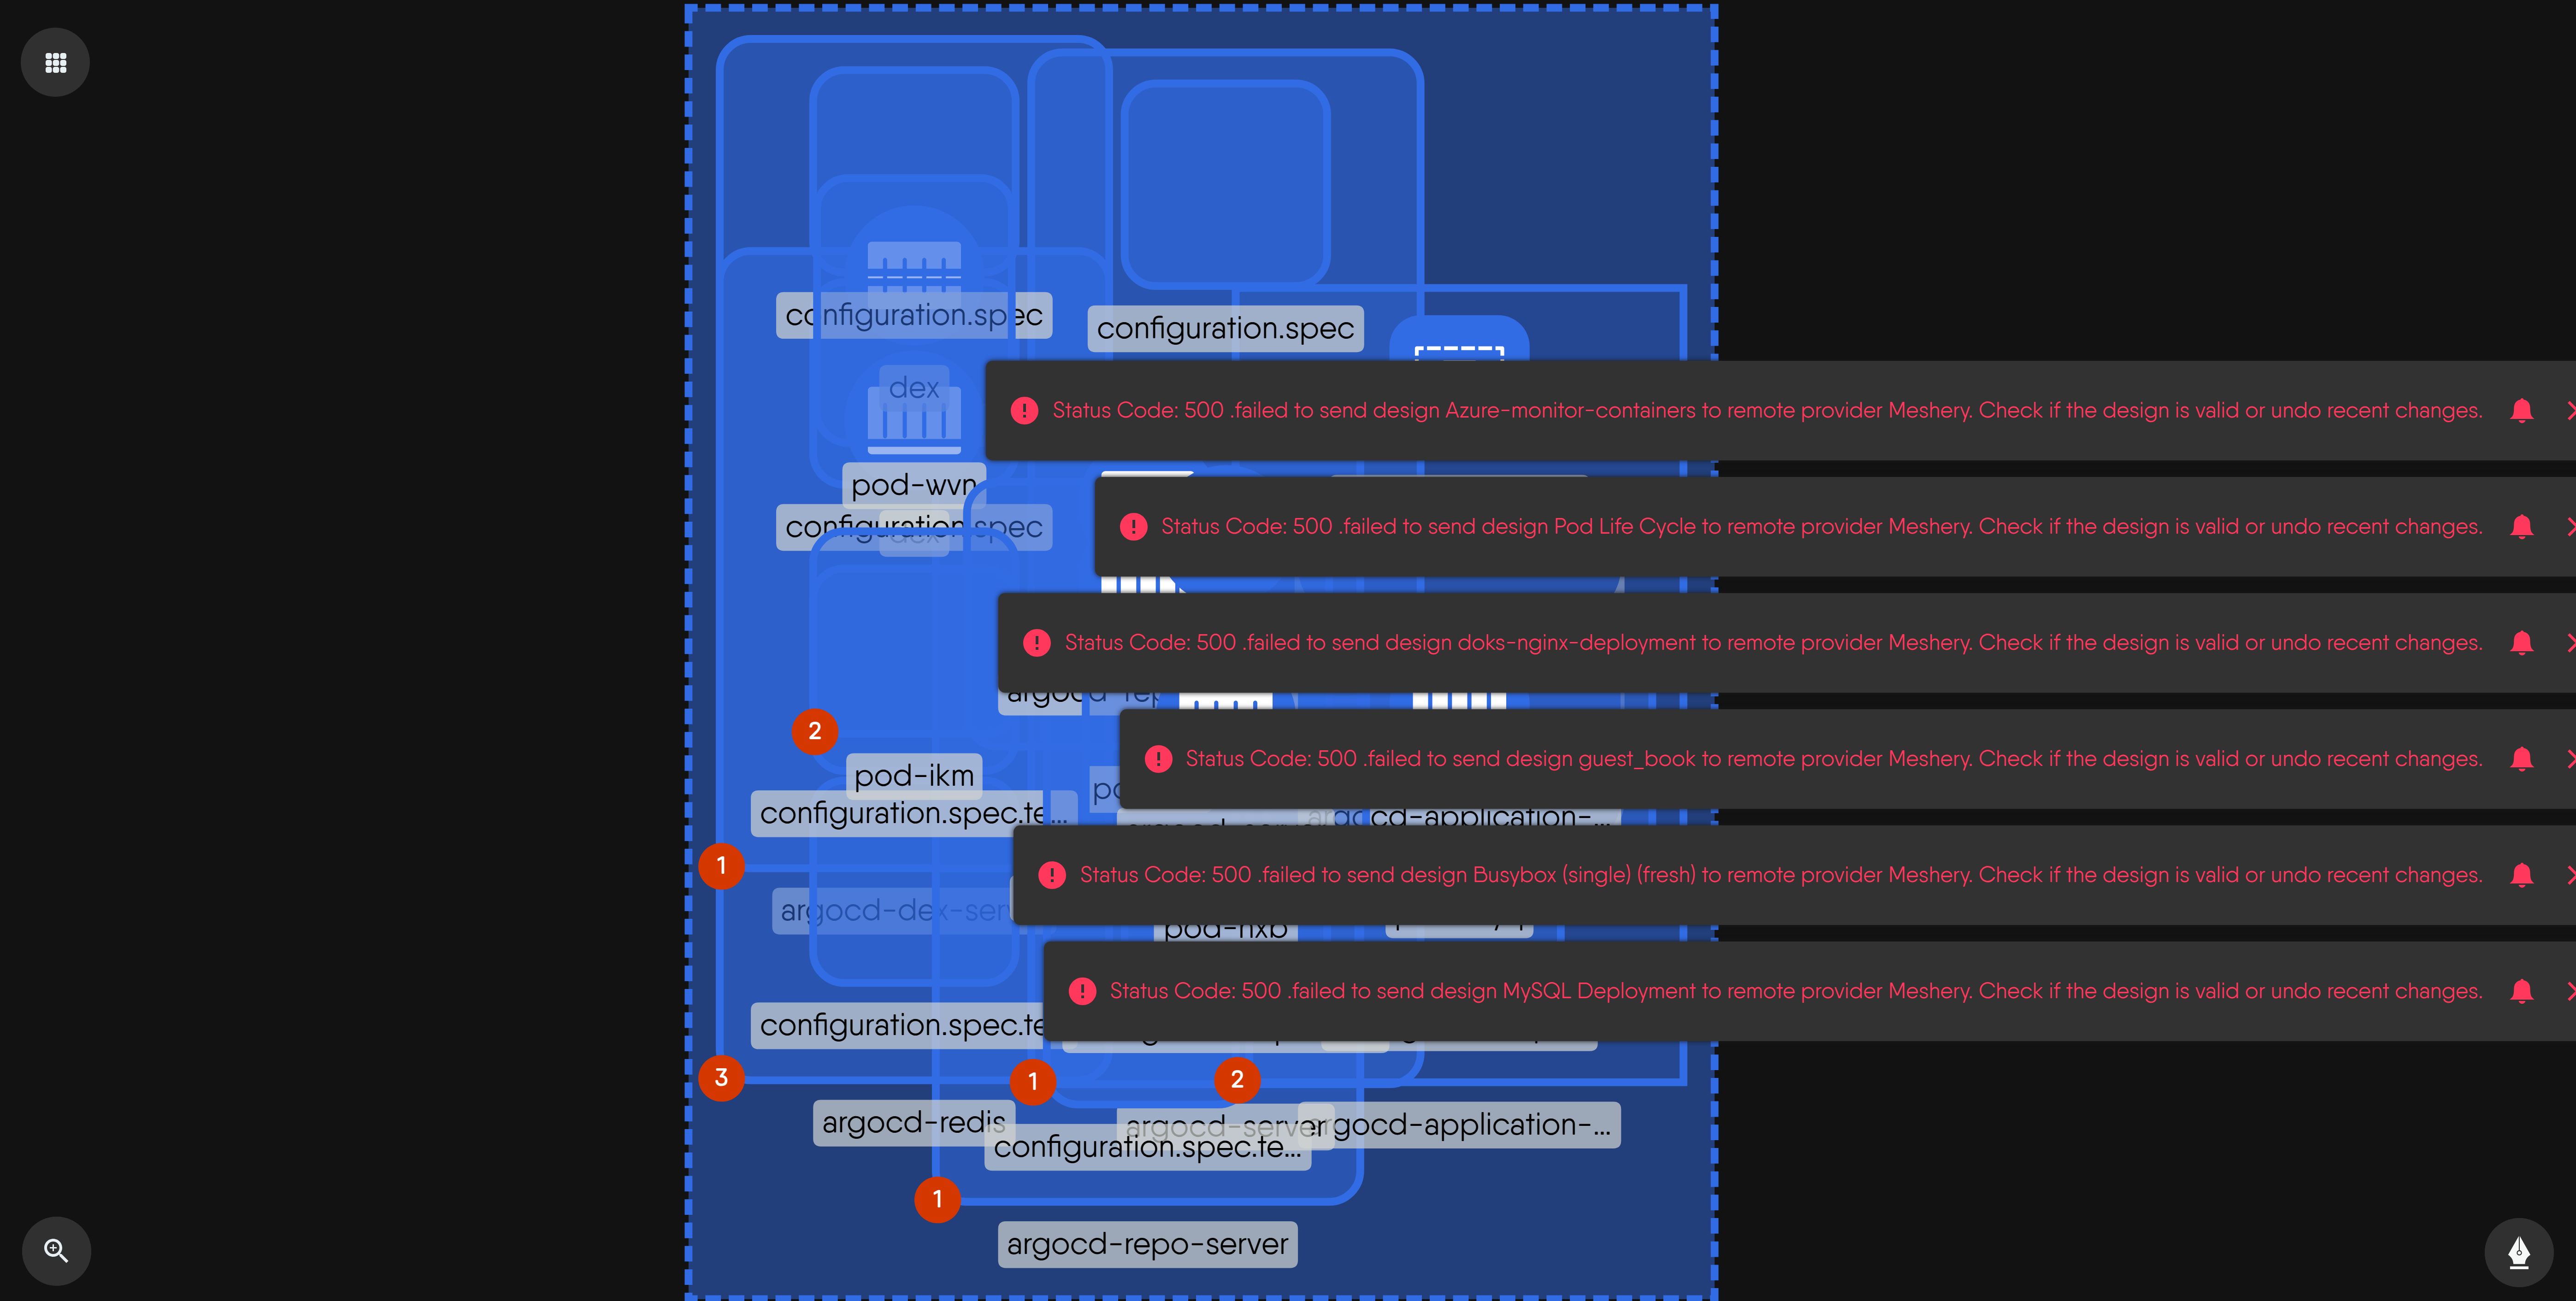 configuration.spec
configuration.spec
dex
Status Code: 500 .failed to send design Azure-monitor-containers to remote provider Meshery. Check if the design is valid or undo recent changes.
pod-wvn
configuration.spec
Status Code: 500 .failed to send design Pod Life Cycle to remote provider Meshery. Check if the design is valid or undo recent changes.
Status Code: 500 .failed to send design doks-nginx-deployment to remote provider Meshery. Check if the design is valid or undo recent changes.
2
Status Code: 500 .failed to send design guest_book to remote provider Meshery. Check if the design is valid or undo recent changes.
pod-ikm
configuration.spec.te...
argocd-application-...
1
Status Code: 500 .failed to send design Busybox (single) (fresh) to remote provider Meshery. Check if the design is valid or undo recent changes.
argocd-dex-ser
pod-nxb
Status Code: 500 .failed to send design MySQL Deployment to remote provider Meshery. Check if the design is valid or undo recent changes.
configuration.spec.te
3
1
2
argocd-redis
argocd-server
argocd-application-...
configuration.spec.te...
1
argocd-repo-server